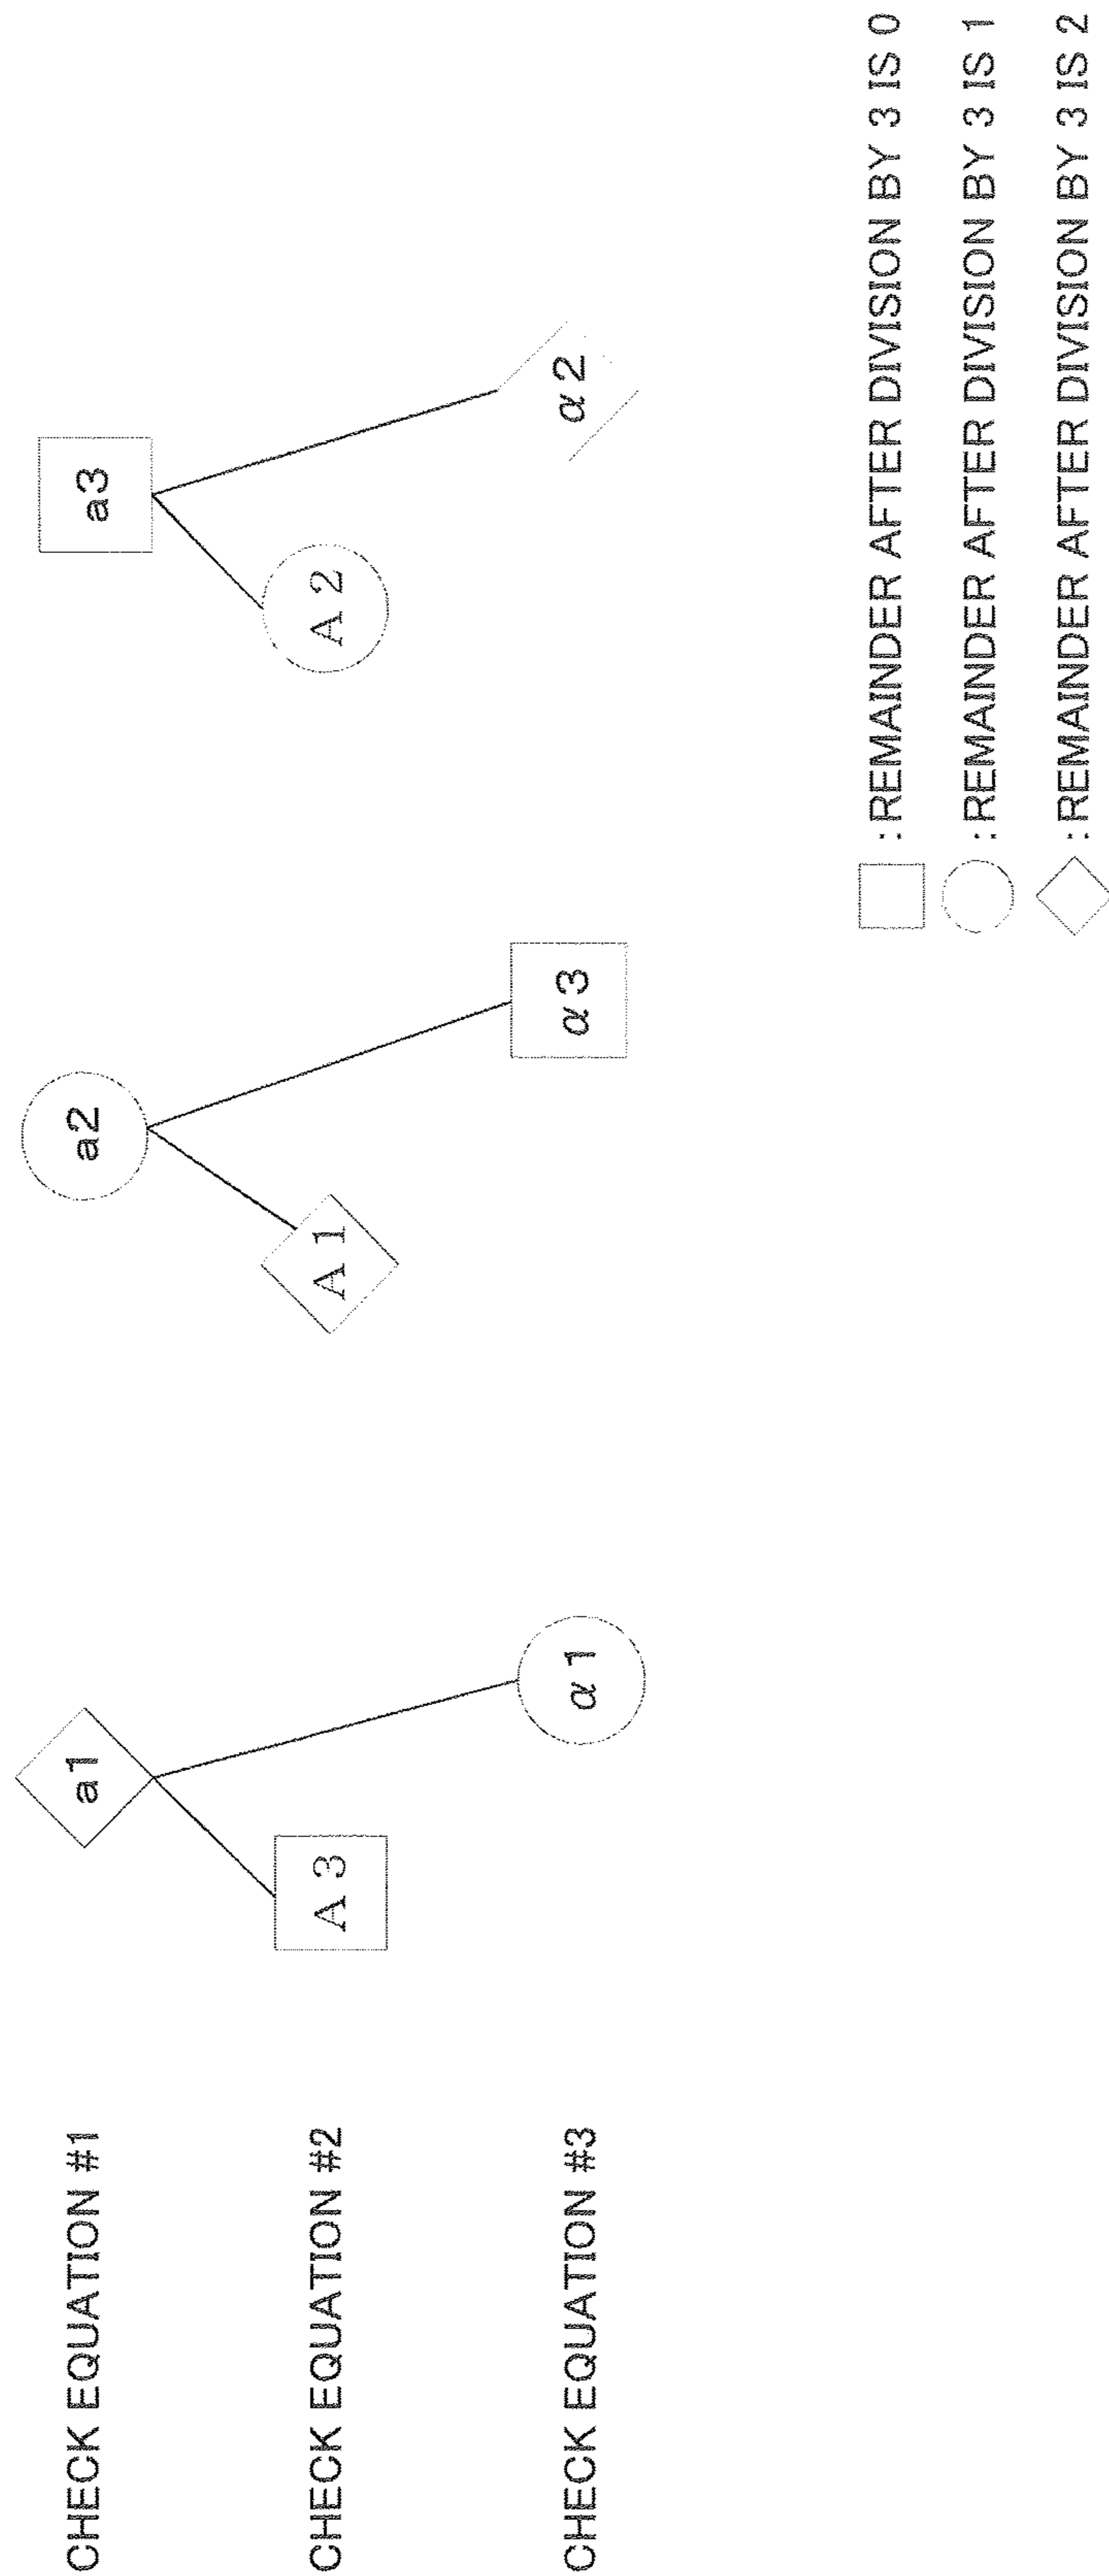 CHECK EQUATION #1
a1
a2
a3
CHECK EQUATION #2
A 3
A 1
A 2
CHECK EQUATION #3
α 1
α 3
α 2
: REMAINDER AFTER DIVISION BY 3 IS 0
: REMAINDER AFTER DIVISION BY 3 IS 1
: REMAINDER AFTER DIVISION BY 3 IS 2